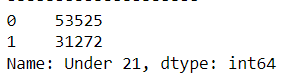 --------------------
0    53525
1    31272
Name: Under 21, dtype: int64